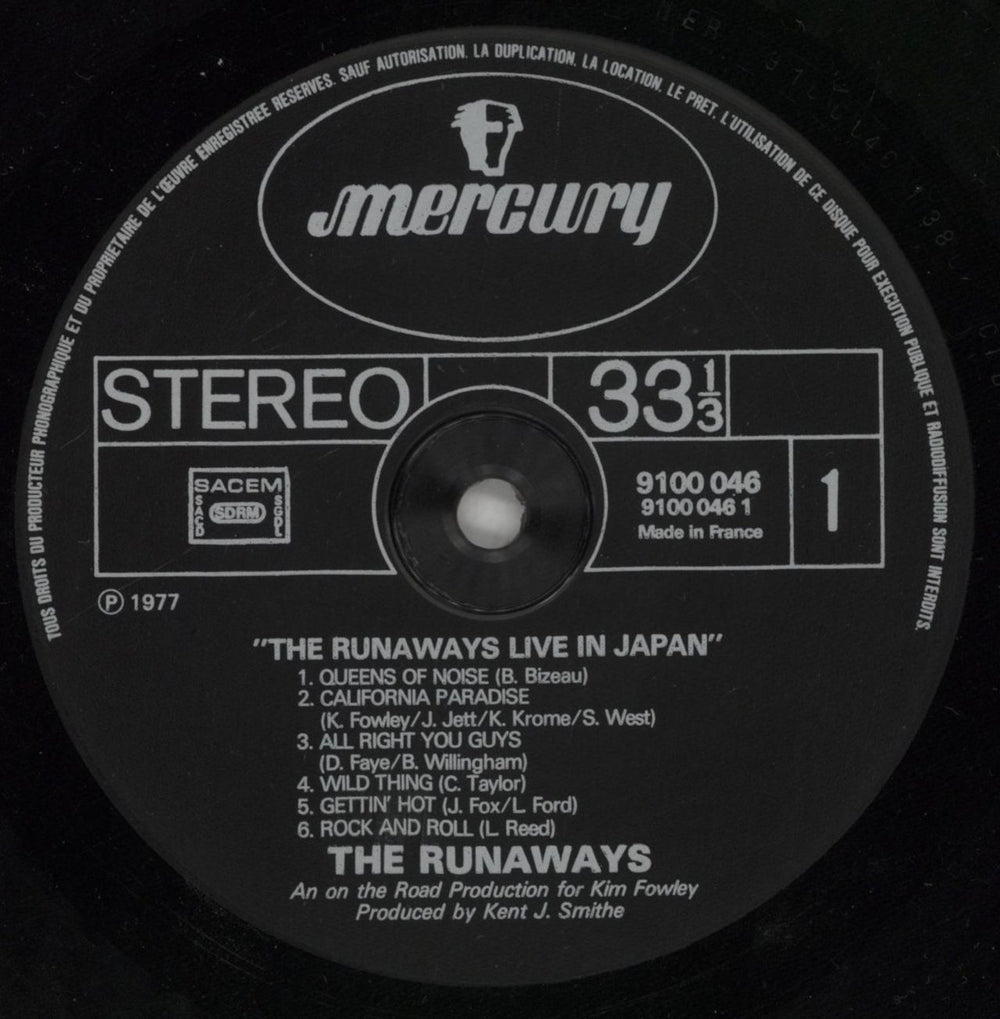 TOUS DROITS DU PRODUCTEUR PHONOGRAPHIQUE ET DU PROPRIETAIRE DE L'ŒUVRE ENREGISTREE RESERVES. SAUF AUTORISATION. LA DUPLICATION. LA LOCATION. LE PRET. L'UTILISATION DE CE DISQUE POUR EXECUTION PUBLIQUE ET RADIODIFFUSION SONT INTERDITS.
mercury
STEREO 33 1/3
SACEM
SACD SDRM SGDL
9100 046
9100 046 1
Made in France
1
Ⓟ 1977
"THE RUNAWAYS LIVE IN JAPAN"
1. QUEENS OF NOISE (B. Bizeau)
2. CALIFORNIA PARADISE
(K. Fowley/J. Jett/K. Krome/S. West)
3. ALL RIGHT YOU GUYS
(D. Faye/B. Willingham)
4. WILD THING (C. Taylor)
5. GETTIN' HOT (J. Fox/L. Ford)
6. ROCK AND ROLL (L. Reed)
THE RUNAWAYS
An on the Road Production for Kim Fowley
Produced by Kent J. Smithe